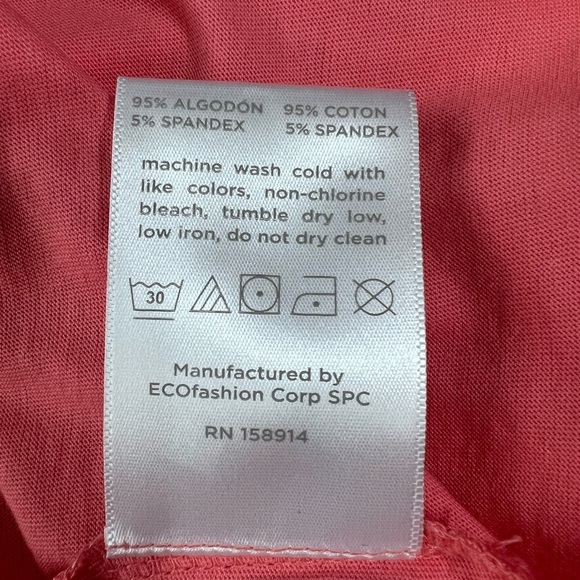 95% ALGODÓN 95% COTON
5% SPANDEX 5% SPANDEX
machine wash cold with
like colors, non-chlorine
bleach, tumble dry low,
low iron, do not dry clean
30
Manufactured by
ECOfashion Corp SPC
RN 158914